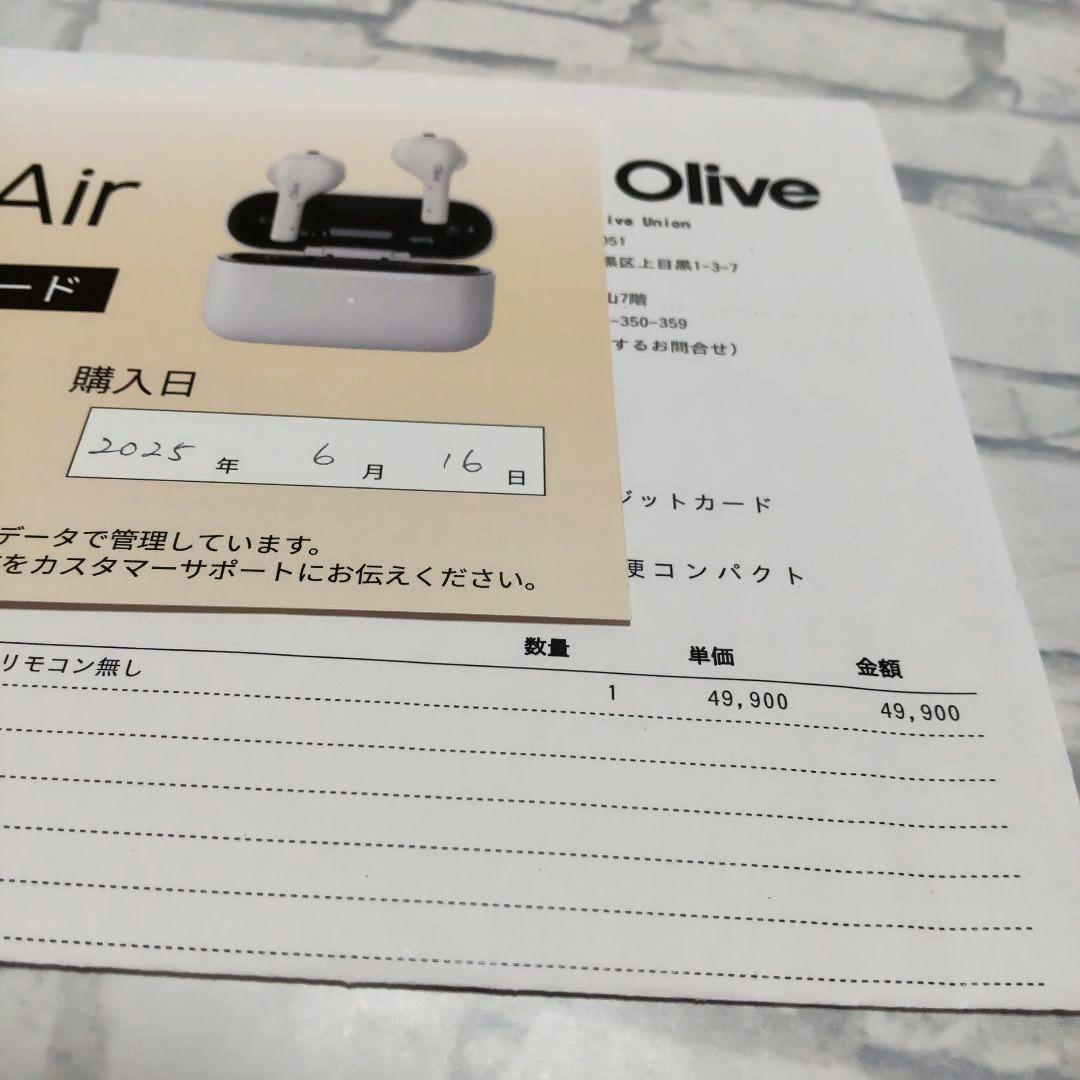 Air
ード
購入日
2025 年 6 月 16 日
データで管理しています。
をカスタマーサポートにお伝えください。
Olive
ive Union
051
黒区上目黒1-3-7
山7階
-350-359
するお問合せ)
ジットカード
便コンパクト
数量 単価 金額
リモコン無し 1 49,900 49,900